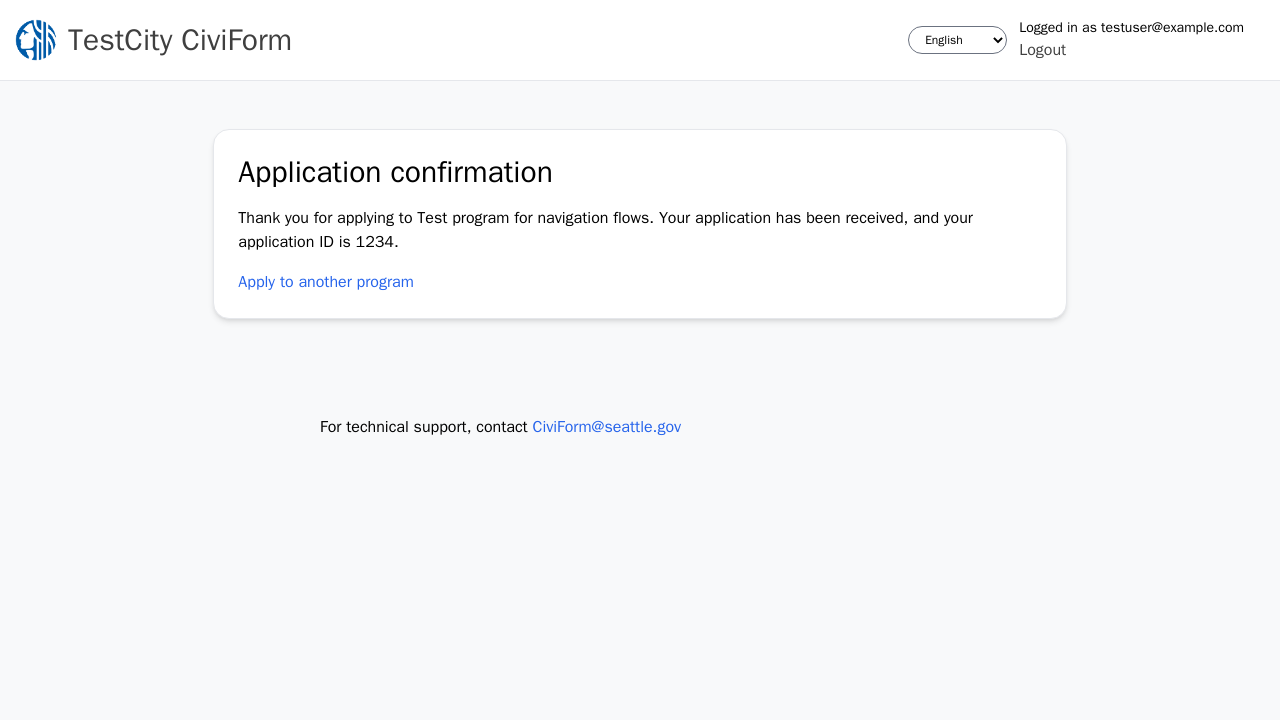 TestCity CiviForm
English
Logged in as testuser@example.com
Logout
Application confirmation
Thank you for applying to Test program for navigation flows. Your application has been received, and your
application ID is 1234.
Apply to another program
For technical support, contact CiviForm@seattle.gov